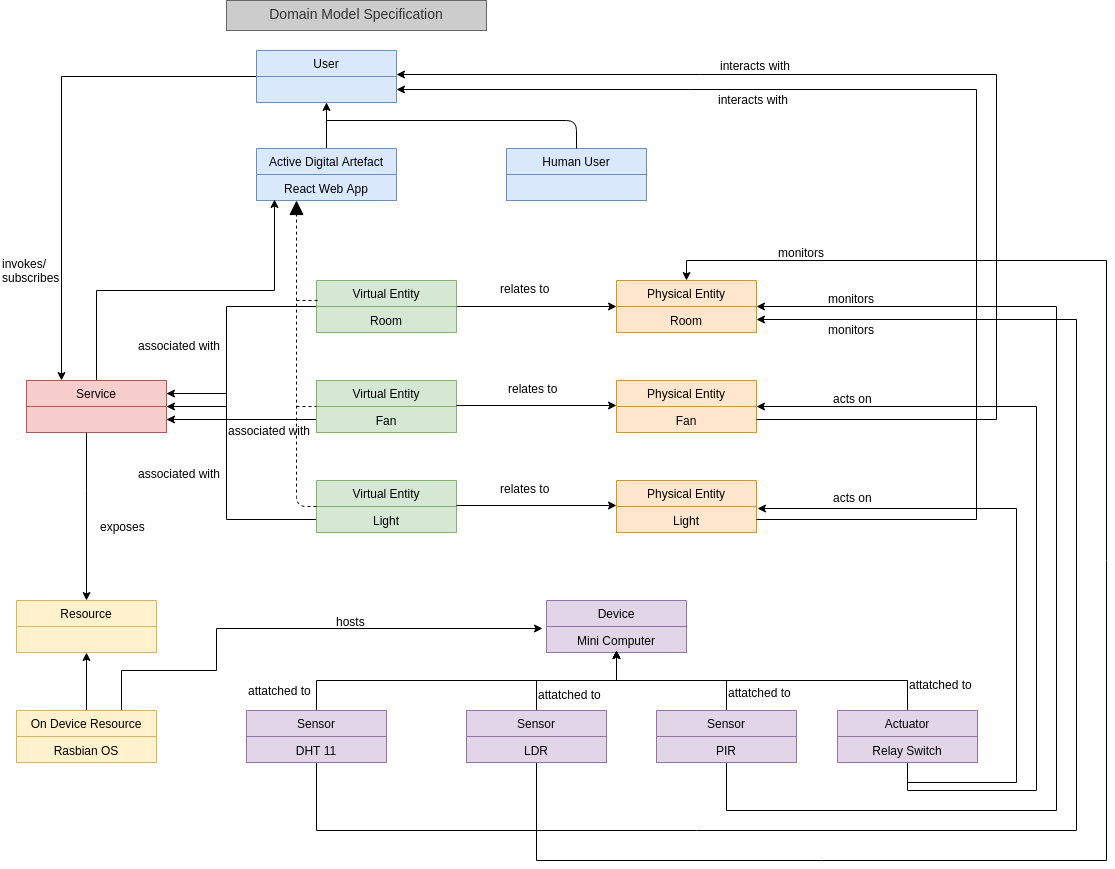 Domain Model Specification
User
interacts with
interacts with
Active Digital Artefact
React Web App
Human User
invokes/
subscribes
monitors
Virtual Entity
Room
relates to
Physical Entity
Room
monitors
monitors
associated with
Service
Virtual Entity
Fan
relates to
Physical Entity
Fan
acts on
associated with
associated with
Virtual Entity
Light
relates to
Physical Entity
Light
acts on
exposes
Resource
hosts
Device
Mini Computer
attatched to
attatched to
attatched to
attatched to
On Device Resource
Rasbian OS
Sensor
DHT 11
Sensor
LDR
Sensor
PIR
Actuator
Relay Switch